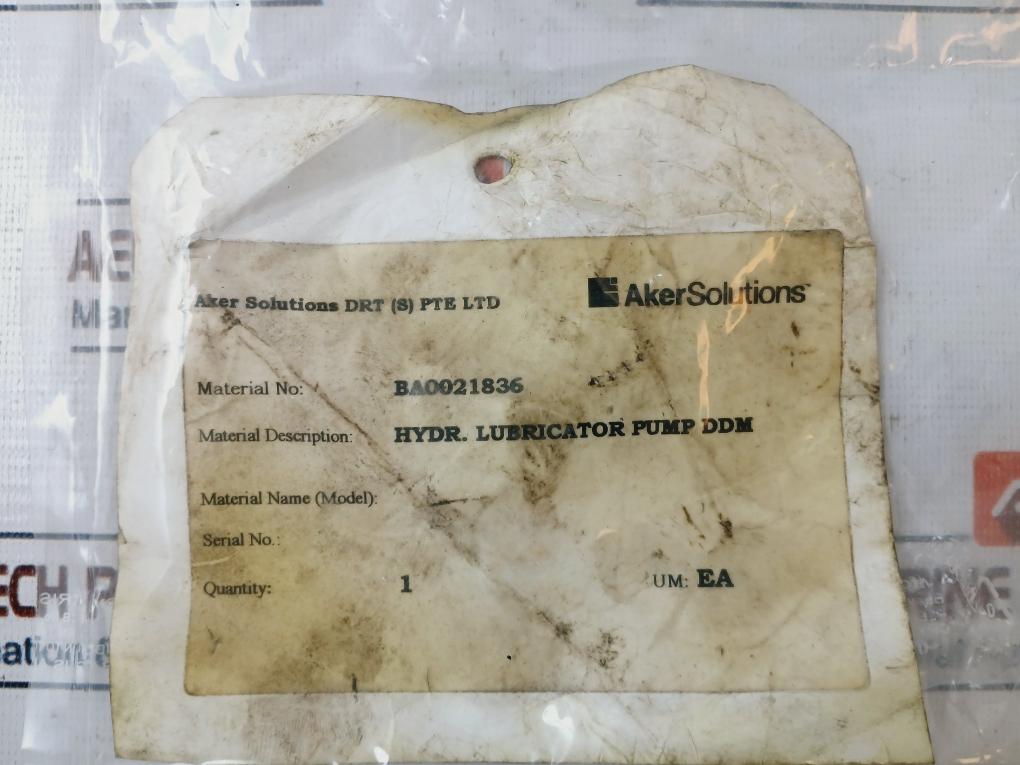 Aker Solutions DRT (S) PTE LTD
AkerSolutions™
Material No: BA0021836
Material Description: HYDR. LUBRICATOR PUMP DDM
Material Name (Model):
Serial No.:
Quantity: 1 UM: EA